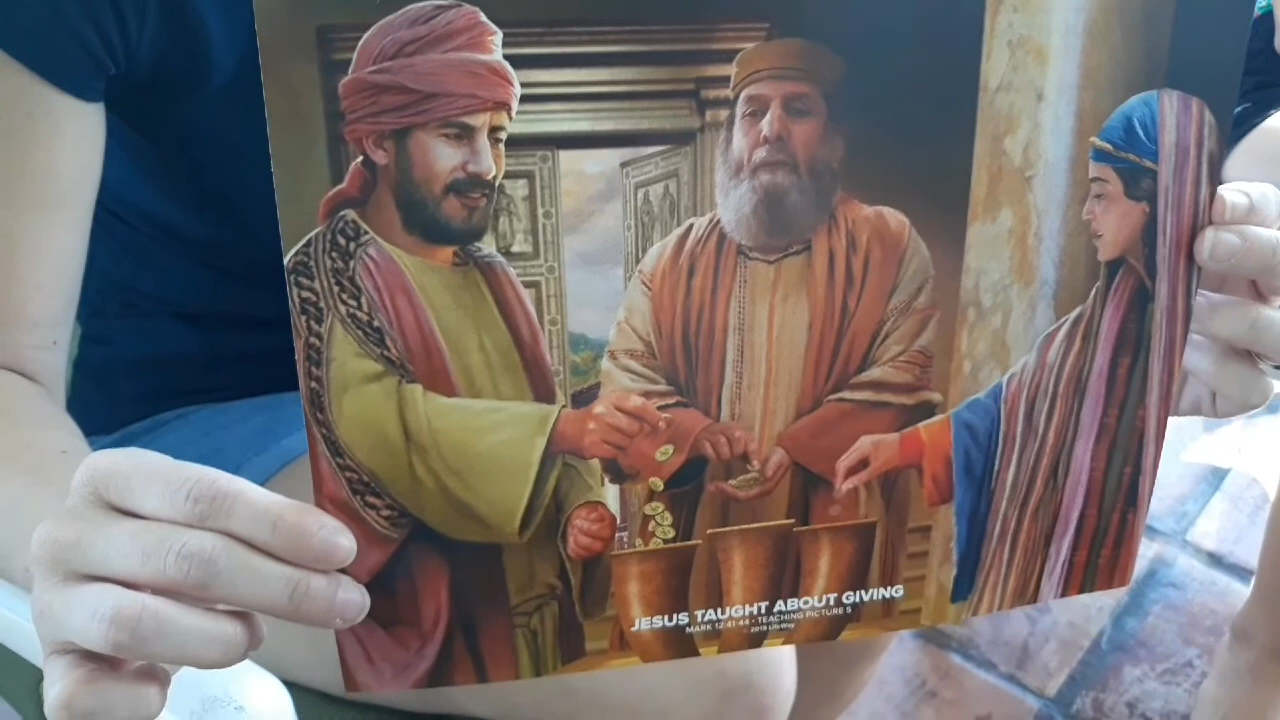 JESUS TAUGHT ABOUT GIVING
MARK 12:41-44 • TEACHING PICTURE 5
© 2019 LifeWay